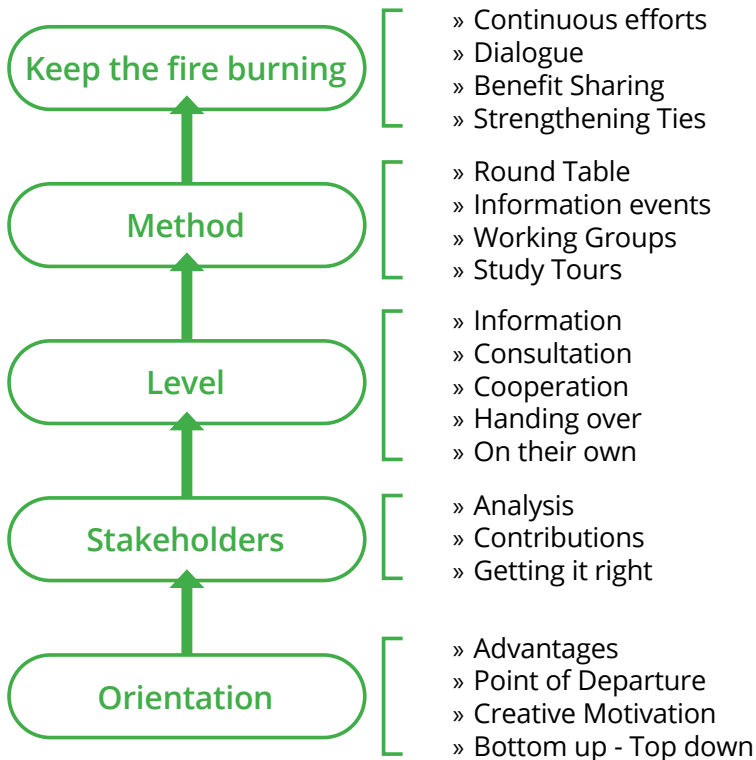 Keep the fire burning
» Continuous efforts
» Dialogue
» Benefit Sharing
» Strengthening Ties
Method
» Round Table
» Information events
» Working Groups
» Study Tours
Level
» Information
» Consultation
» Cooperation
» Handing over
» On their own
Stakeholders
» Analysis
» Contributions
» Getting it right
Orientation
» Advantages
» Point of Departure
» Creative Motivation
» Bottom up - Top down